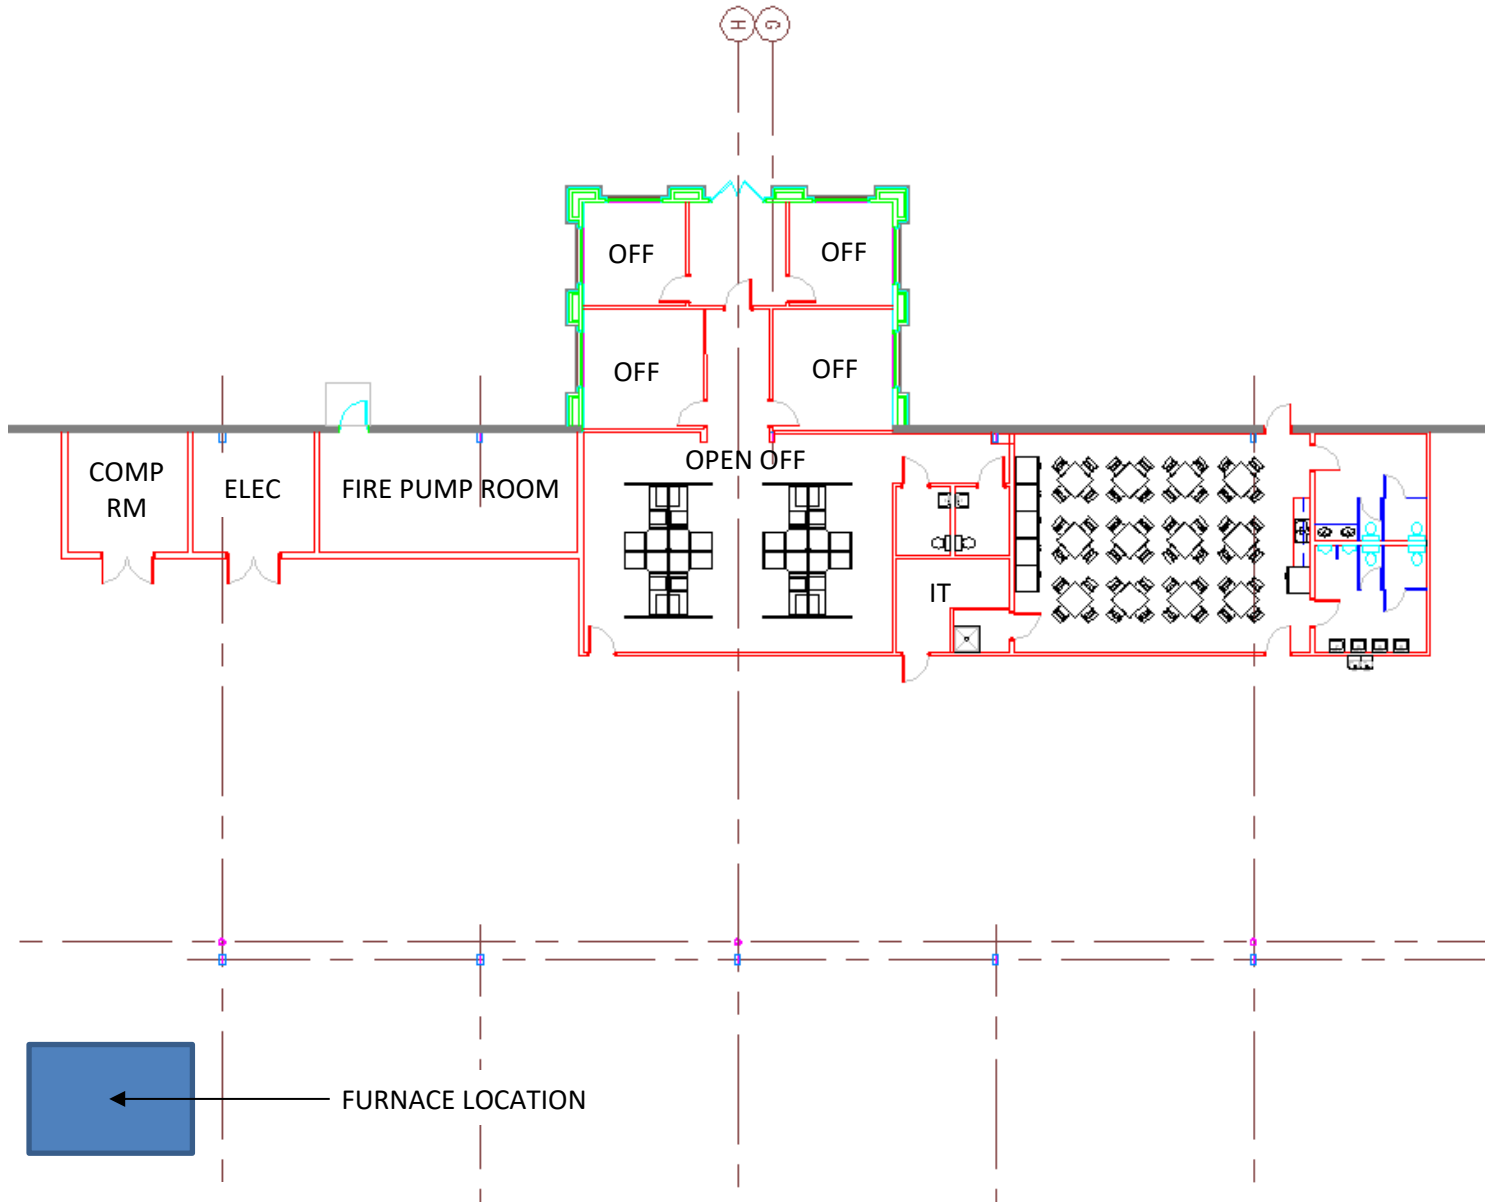 H G
OFF
OFF
OFF
OFF
COMP
RM
ELEC
FIRE PUMP ROOM
OPEN OFF
IT
FURNACE LOCATION